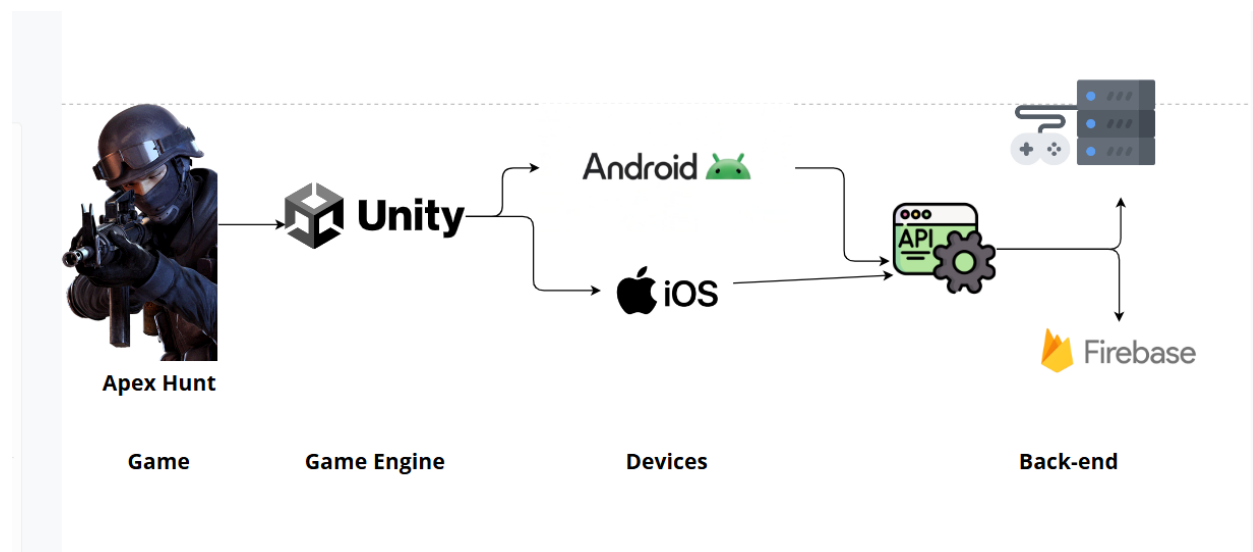 Android
API
Unity
iOS
Firebase
Apex Hunt
Game
Game Engine
Devices
Back-end